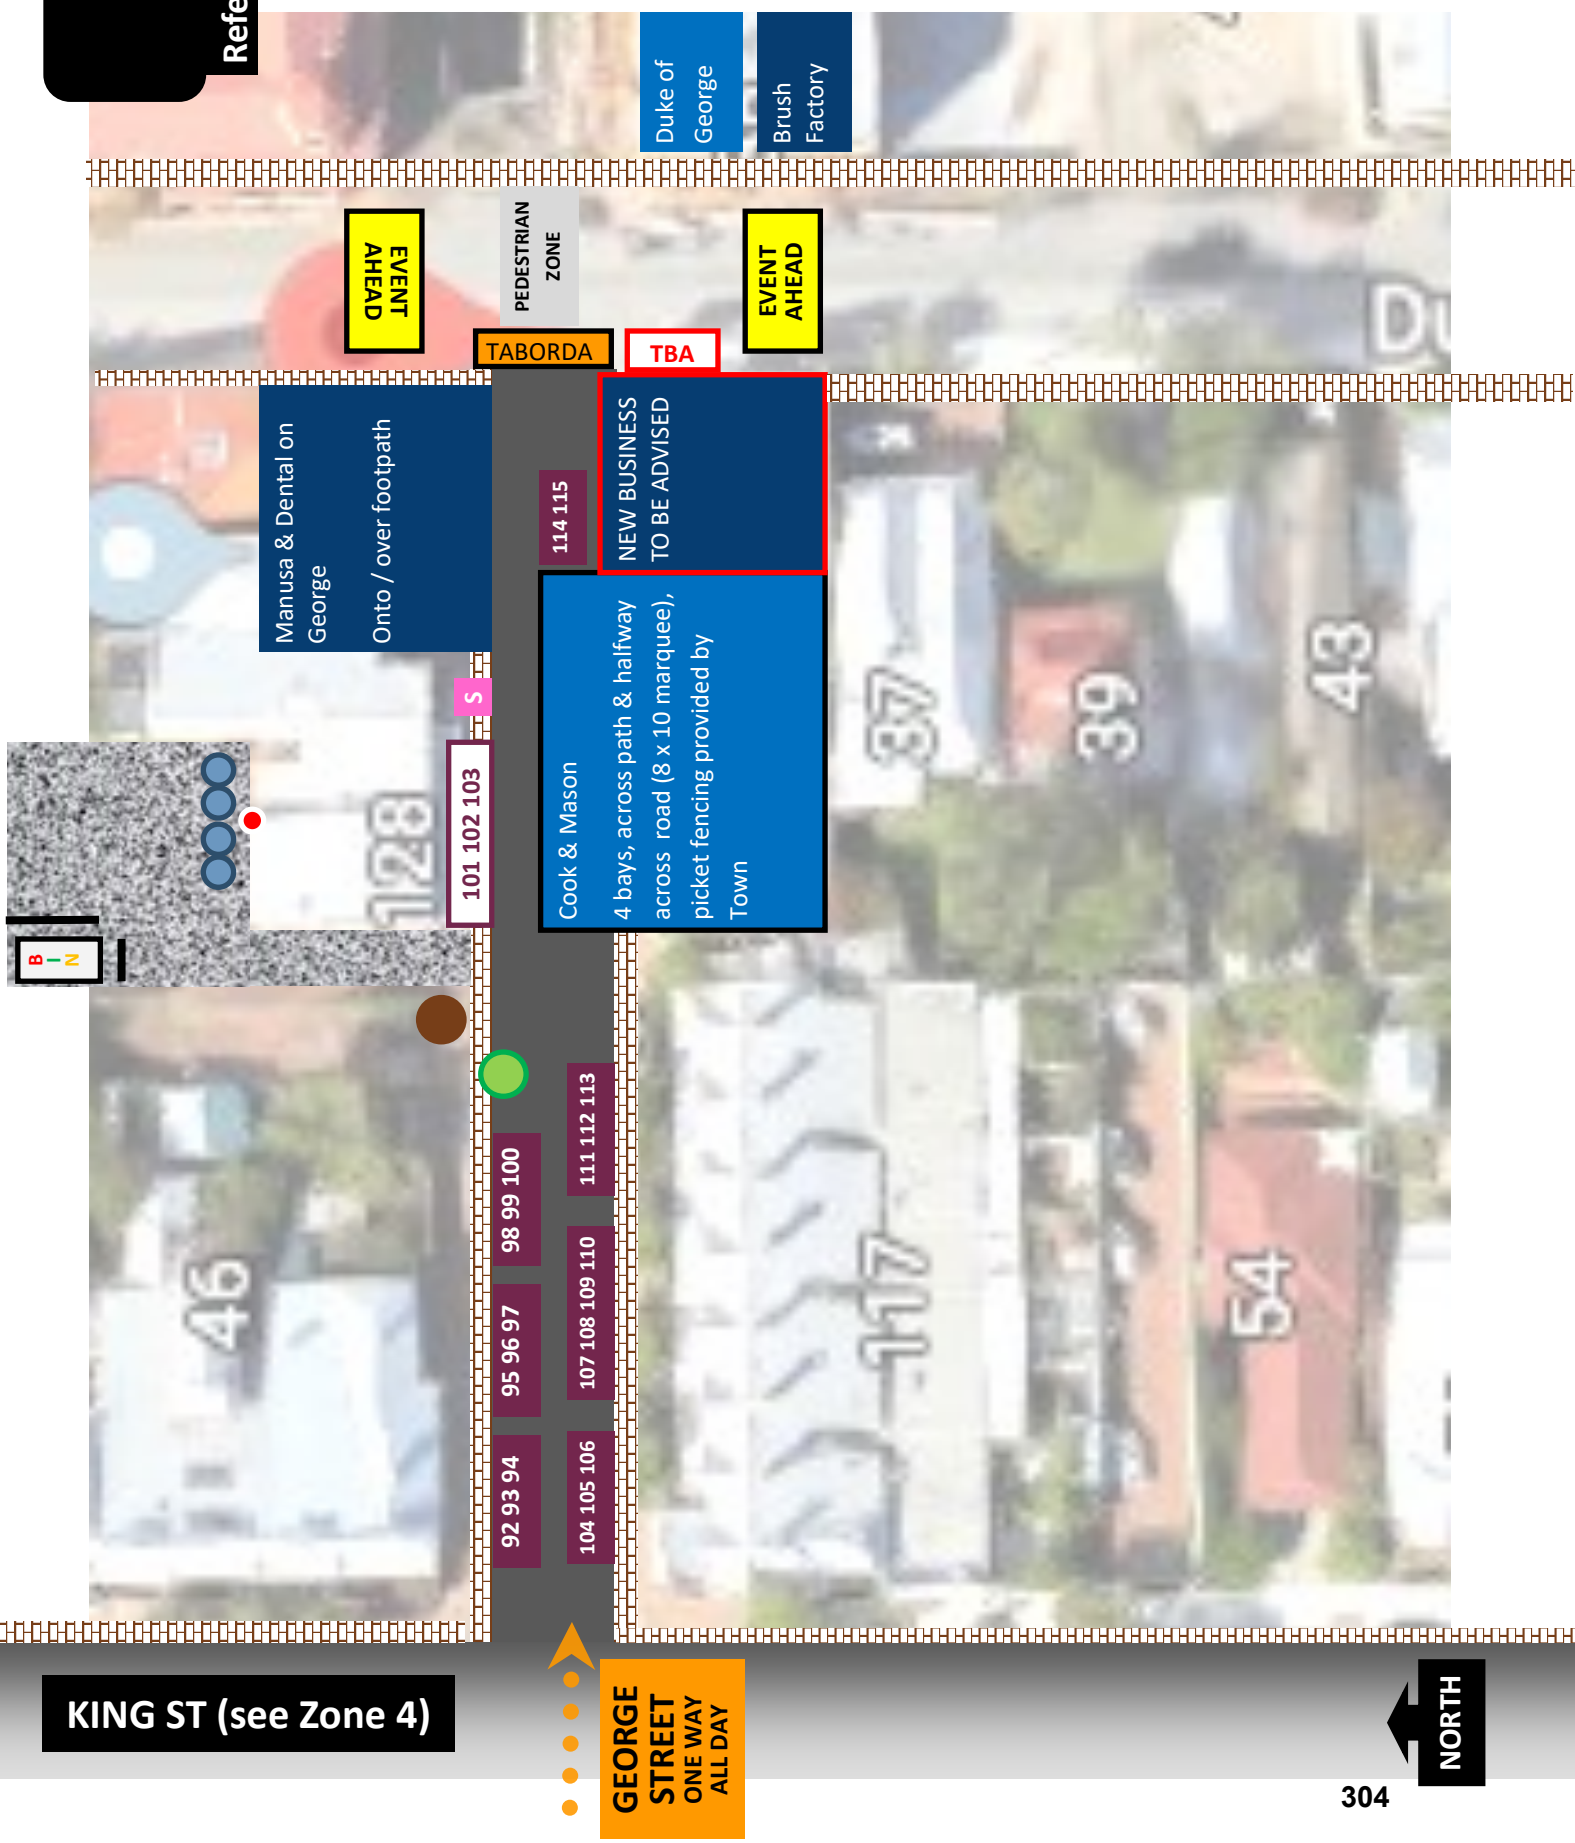 Refe
Duke of
George
Brush
Factory
EVENT
AHEAD
PEDESTRIAN
ZONE
EVENT
AHEAD
TABORDA
TBA
Du
Manusa & Dental on
George
Onto / over footpath
114 115
NEW BUSINESS
TO BE ADVISED
S
101 102 103
128
Cook & Mason
4 bays, across path & halfway
across road (8 x 10 marquee),
picket fencing provided by
Town
37
39
43
BIN
98 99 100
111 112 113
46
95 96 97
107 108 109 110
117
54
92 93 94
104 105 106
KING ST (see Zone 4)
GEORGE
STREET
ONE WAY
ALL DAY
NORTH
304